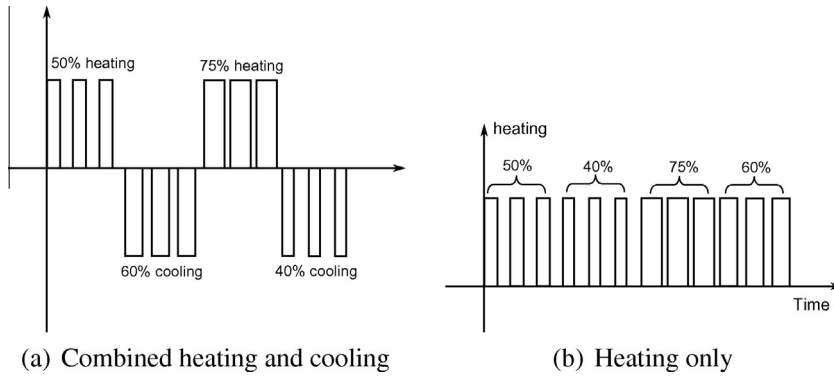 50% heating
75% heating
60% cooling
40% cooling
(a) Combined heating and cooling
heating
50%
40%
75%
60%
Time
(b) Heating only